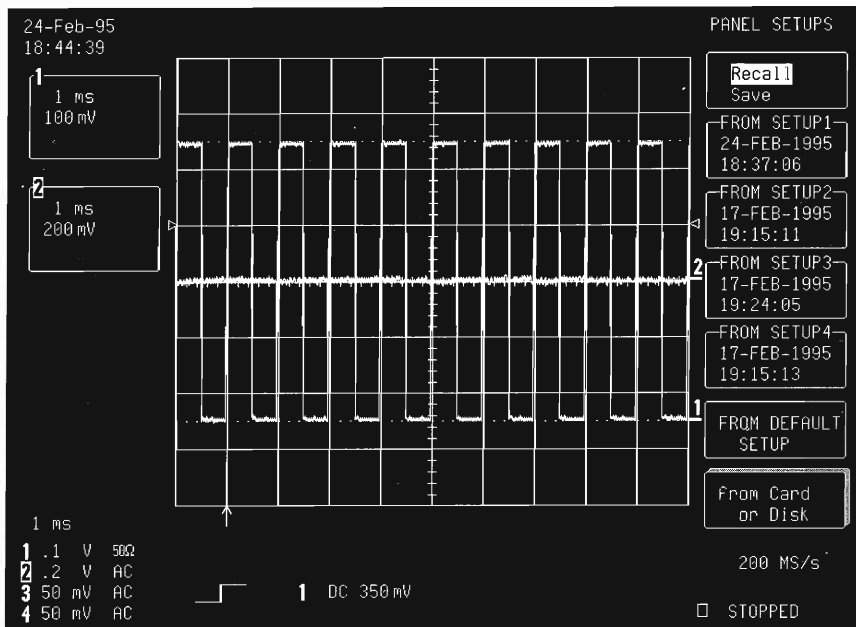 24-Feb-95
18:44:39
PANEL SETUPS
1
1 ms
100 mV
2
1 ms
200 mV
Recall
Save
FROM SETUP1
24-FEB-1995
18:37:06
FROM SETUP2
17-FEB-1995
19:15:11
FROM SETUP3
17-FEB-1995
19:24:05
FROM SETUP4
17-FEB-1995
19:15:13
FROM DEFAULT
SETUP
From Card
or Disk
2
1
1 ms
1 .1 V 50Ω
2 .2 V AC
3 50 mV AC
4 50 mV AC
1 DC 350 mV
200 MS/s
STOPPED